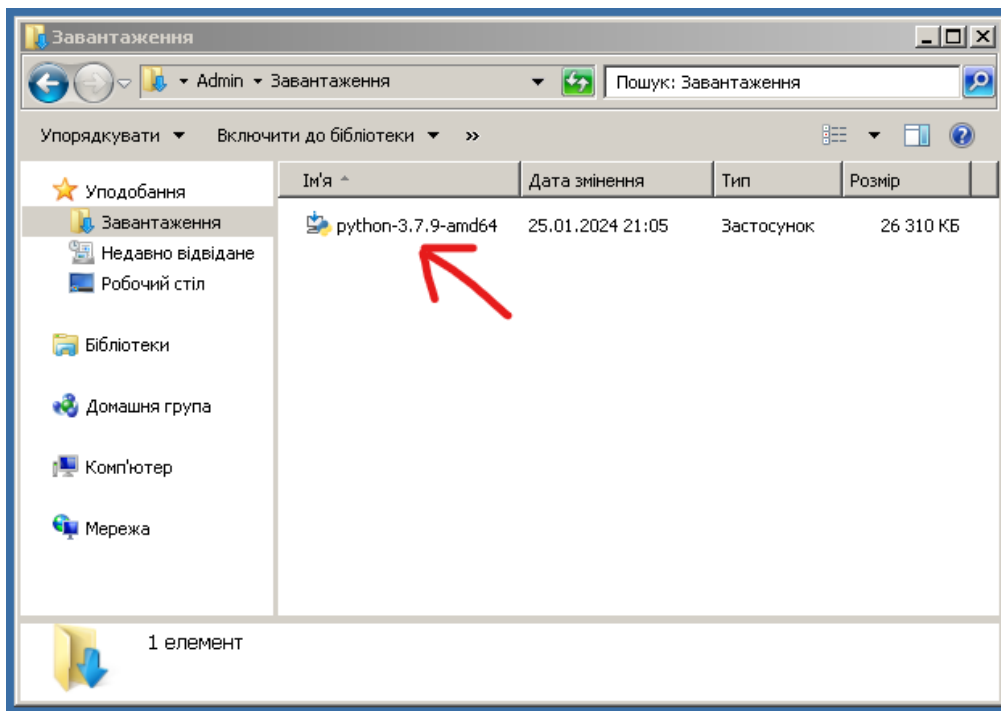 Завантаження
Admin Завантаження Пошук: Завантаження
Упорядкувати Включити до бібліотеки »
Ім'я Дата змінення Тип Розмір
Уподобання
Завантаження
Недавно відвідане
Робочий стіл
Бібліотеки
Домашня група
Комп'ютер
Мережа
python-3.7.9-amd64 25.01.2024 21:05 Застосунок 26 310 КБ
1 елемент